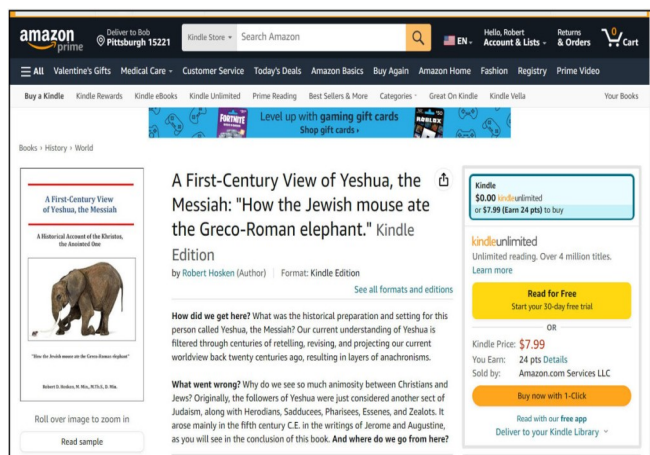 amazon
prime
Deliver to Bob
Pittsburgh 15221
Kindle Store
Search Amazon
EN
Hello, Robert
Account & Lists
Returns
& Orders
0
Cart
All Valentine's Gifts Medical Care Customer Service Today's Deals Amazon Basics Buy Again Amazon Home Fashion Registry Prime Video
Buy a Kindle Kindle Rewards Kindle eBooks Kindle Unlimited Prime Reading Best Sellers & More Categories Great On Kindle Kindle Vella Your Books
FORTNITE
Level up with gaming gift cards
Shop gift cards ›
ROBLOX
Books › History › World
A First-Century View
of Yeshua, the Messiah
A Historical Account of the Khristos,
the Anointed One
"How the Jewish mouse ate the Greco-Roman elephant"
Robert D. Hosken, M. Min., M.Th.S., D. Min.
Roll over image to zoom in
Read sample
A First-Century View of Yeshua, the
Messiah: "How the Jewish mouse ate
the Greco-Roman elephant." Kindle
Edition
by Robert Hosken (Author) Format: Kindle Edition
See all formats and editions
How did we get here? What was the historical preparation and setting for this
person called Yeshua, the Messiah? Our current understanding of Yeshua is
filtered through centuries of retelling, revising, and projecting our current
worldview back twenty centuries ago, resulting in layers of anachronisms.
What went wrong? Why do we see so much animosity between Christians and
Jews? Originally, the followers of Yeshua were just considered another sect of
Judaism, along with Herodians, Sadducees, Pharisees, Essenes, and Zealots. It
arose mainly in the fifth century C.E. in the writings of Jerome and Augustine,
as you will see in the conclusion of this book. And where do we go from here?
Kindle
$0.00 kindleunlimited
or $7.99 (Earn 24 pts) to buy
kindleunlimited
Unlimited reading. Over 4 million titles.
Learn more
Read for Free
Start your 30-day free trial
OR
Kindle Price: $7.99
You Earn: 24 pts Details
Sold by: Amazon.com Services LLC
Buy now with 1-Click
Read with our free app
Deliver to your Kindle Library